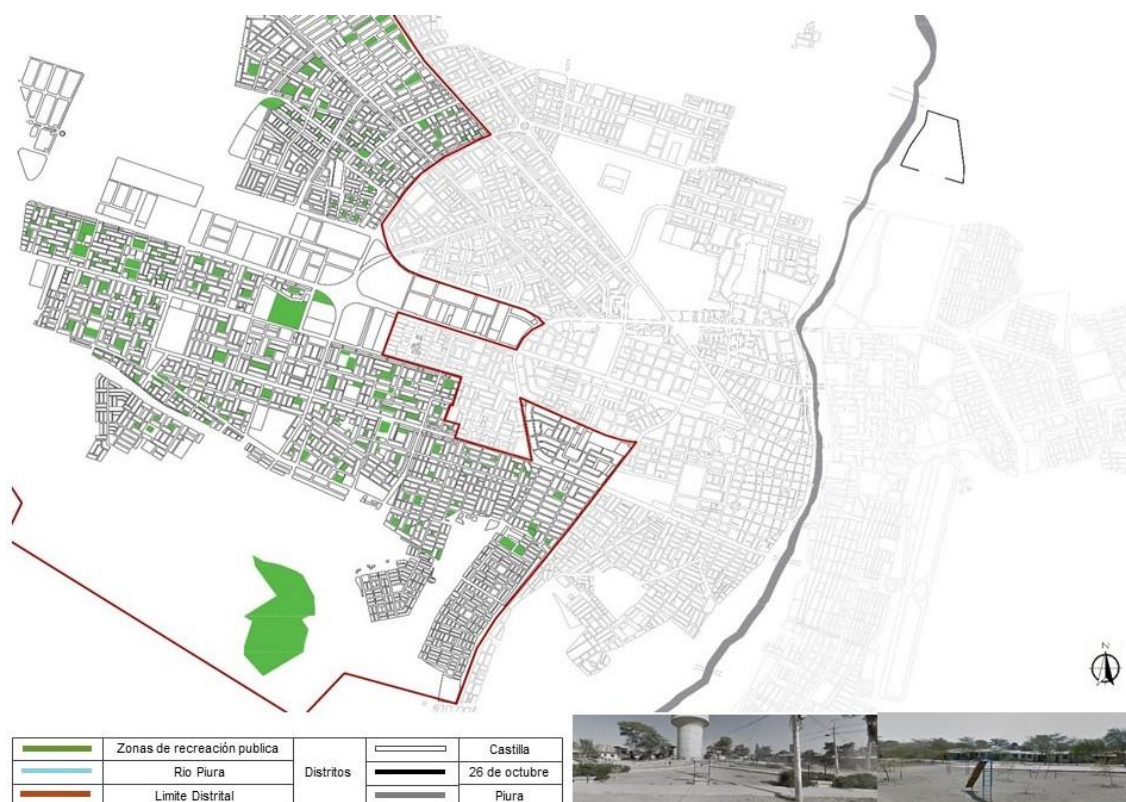 N
Zonas de recreación publica
Castilla
Rio Piura
Distritos
26 de octubre
Limite Distrital
Piura